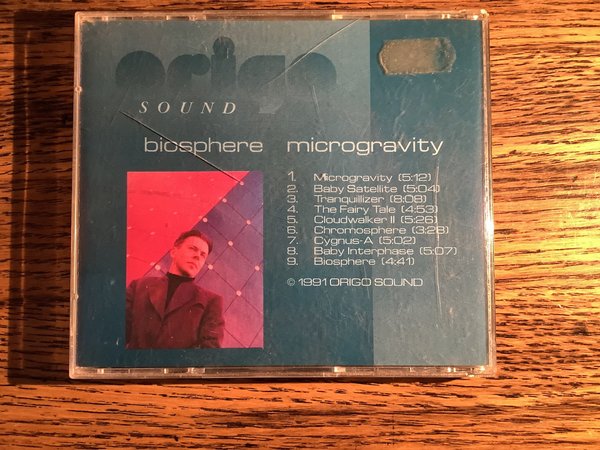 origo
SOUND
biosphere microgravity
1. Microgravity (5:12)
2. Baby Satellite (5:04)
3. Tranquillizer (8:08)
4. The Fairy Tale (4:53)
5. Cloudwalker II (5:26)
6. Chromosphere (3:28)
7. Cygnus-A (5:02)
8. Baby Interphase (5:07)
9. Biosphere (4:41)
© 1991 ORIGO SOUND